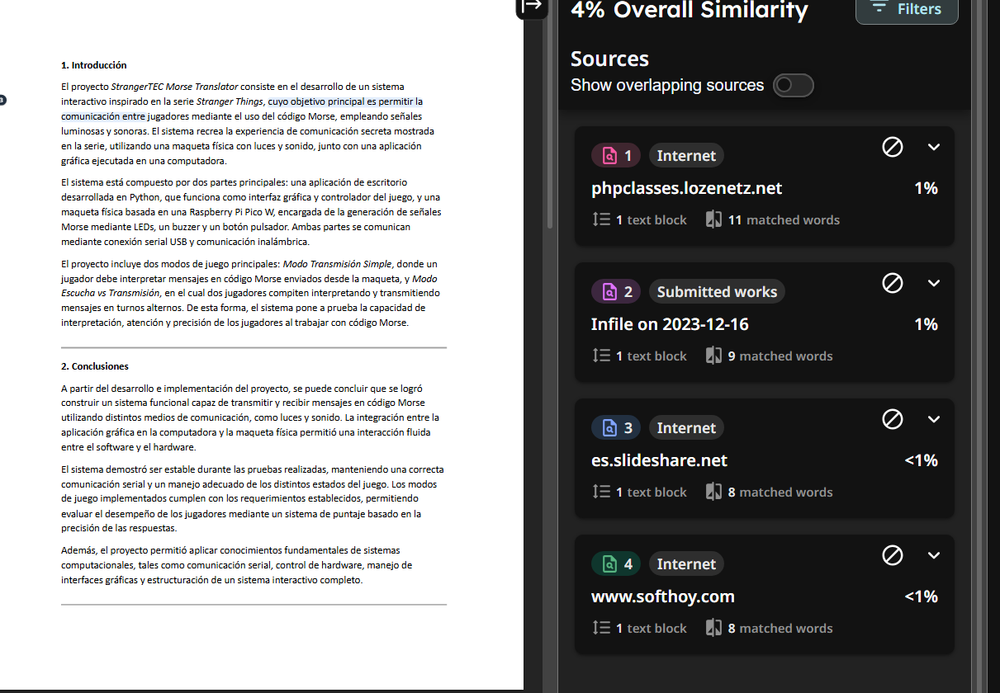 1. Introducción
El proyecto StrangerTEC Morse Translator consiste en el desarrollo de un sistema
interactivo inspirado en la serie Stranger Things, cuyo objetivo principal es permitir la
comunicación entre jugadores mediante el uso del código Morse, empleando señales
luminosas y sonoras. El sistema recrea la experiencia de comunicación secreta mostrada
en la serie, utilizando una maqueta física con luces y sonido, junto con una aplicación
gráfica ejecutada en una computadora.
El sistema está compuesto por dos partes principales: una aplicación de escritorio
desarrollada en Python, que funciona como interfaz gráfica y controlador del juego, y una
maqueta física basada en una Raspberry Pi Pico W, encargada de la generación de señales
Morse mediante LEDs, un buzzer y un botón pulsador. Ambas partes se comunican
mediante conexión serial USB y comunicación inalámbrica.
El proyecto incluye dos modos de juego principales: Modo Transmisión Simple, donde un
jugador debe interpretar mensajes en código Morse enviados desde la maqueta, y Modo
Escucha vs Transmisión, en el cual dos jugadores compiten interpretando y transmitiendo
mensajes en turnos alternos. De esta forma, el sistema pone a prueba la capacidad de
interpretación, atención y precisión de los jugadores al trabajar con código Morse.
2. Conclusiones
A partir del desarrollo e implementación del proyecto, se puede concluir que se logró
construir un sistema funcional capaz de transmitir y recibir mensajes en código Morse
utilizando distintos medios de comunicación, como luces y sonido. La integración entre la
aplicación gráfica en la computadora y la maqueta física permitió una interacción fluida
entre el software y el hardware.
El sistema demostró ser estable durante las pruebas realizadas, manteniendo una correcta
comunicación serial y un manejo adecuado de los distintos estados del juego. Los modos
de juego implementados cumplen con los requerimientos establecidos, permitiendo
evaluar el desempeño de los jugadores mediante un sistema de puntaje basado en la
precisión de las respuestas.
Además, el proyecto permitió aplicar conocimientos fundamentales de sistemas
computacionales, tales como comunicación serial, control de hardware, manejo de
interfaces gráficas y estructuración de un sistema interactivo completo.
3
4% Overall Similarity
Filters
Sources
Show overlapping sources
1 Internet
phpclasses.lozenetz.net 1%
1 text block 11 matched words
2 Submitted works
Infile on 2023-12-16 1%
1 text block 9 matched words
3 Internet
es.slideshare.net <1%
1 text block 8 matched words
4 Internet
www.softhoy.com <1%
1 text block 8 matched words